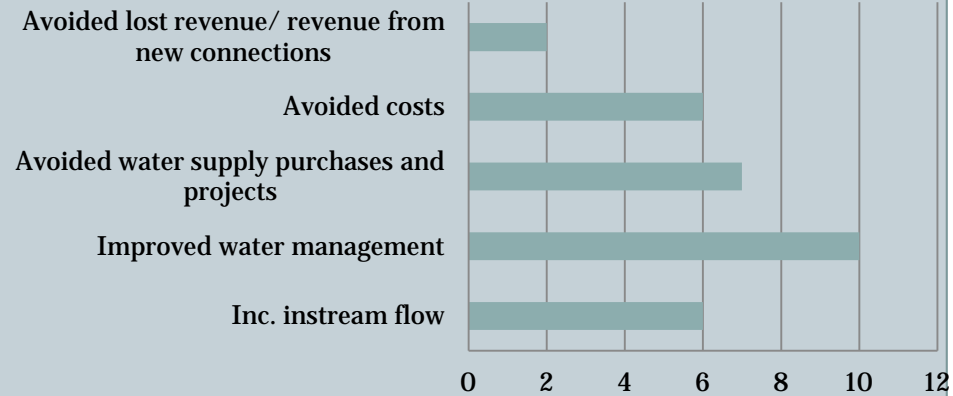 Avoided lost revenue/ revenue from
new connections
Avoided costs
Avoided water supply purchases and
projects
Improved water management
Inc. instream flow
0 2 4 6 8 10 12